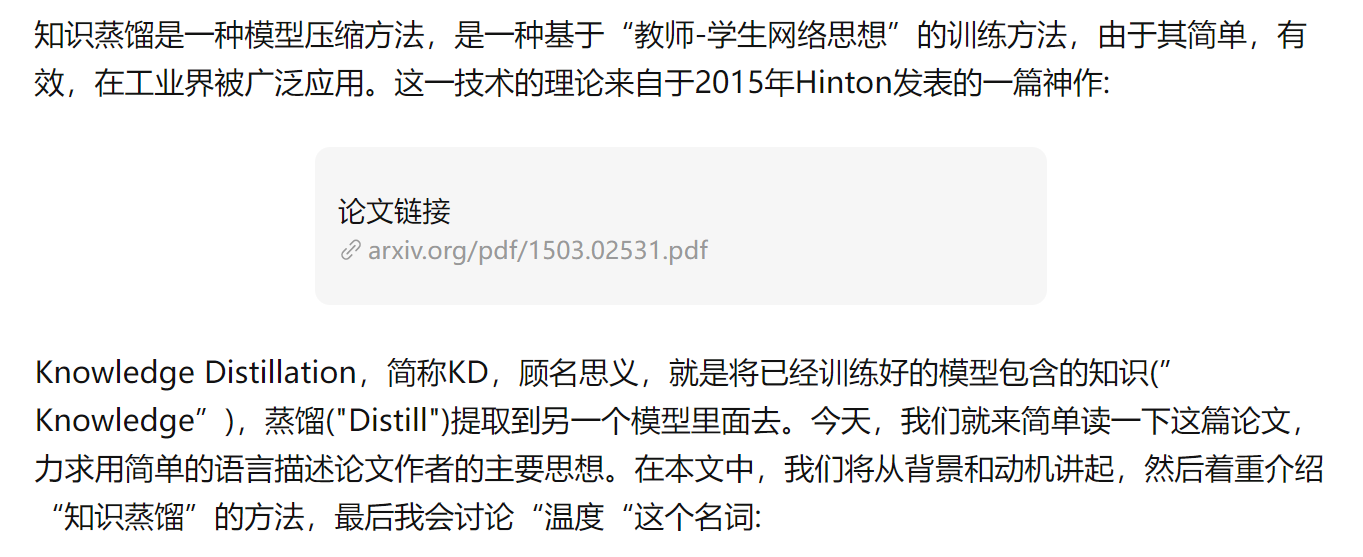 知识蒸馏是一种模型压缩方法，是一种基于“教师-学生网络思想”的训练方法，由于其简单，有
效，在工业界被广泛应用。这一技术的理论来自于2015年Hinton发表的一篇神作:
论文链接
arxiv.org/pdf/1503.02531.pdf
Knowledge Distillation，简称KD，顾名思义，就是将已经训练好的模型包含的知识(”
Knowledge”)，蒸馏("Distill")提取到另一个模型里面去。今天，我们就来简单读一下这篇论文，
力求用简单的语言描述论文作者的主要思想。在本文中，我们将从背景和动机讲起，然后着重介绍
“知识蒸馏”的方法，最后我会讨论“温度“这个名词: